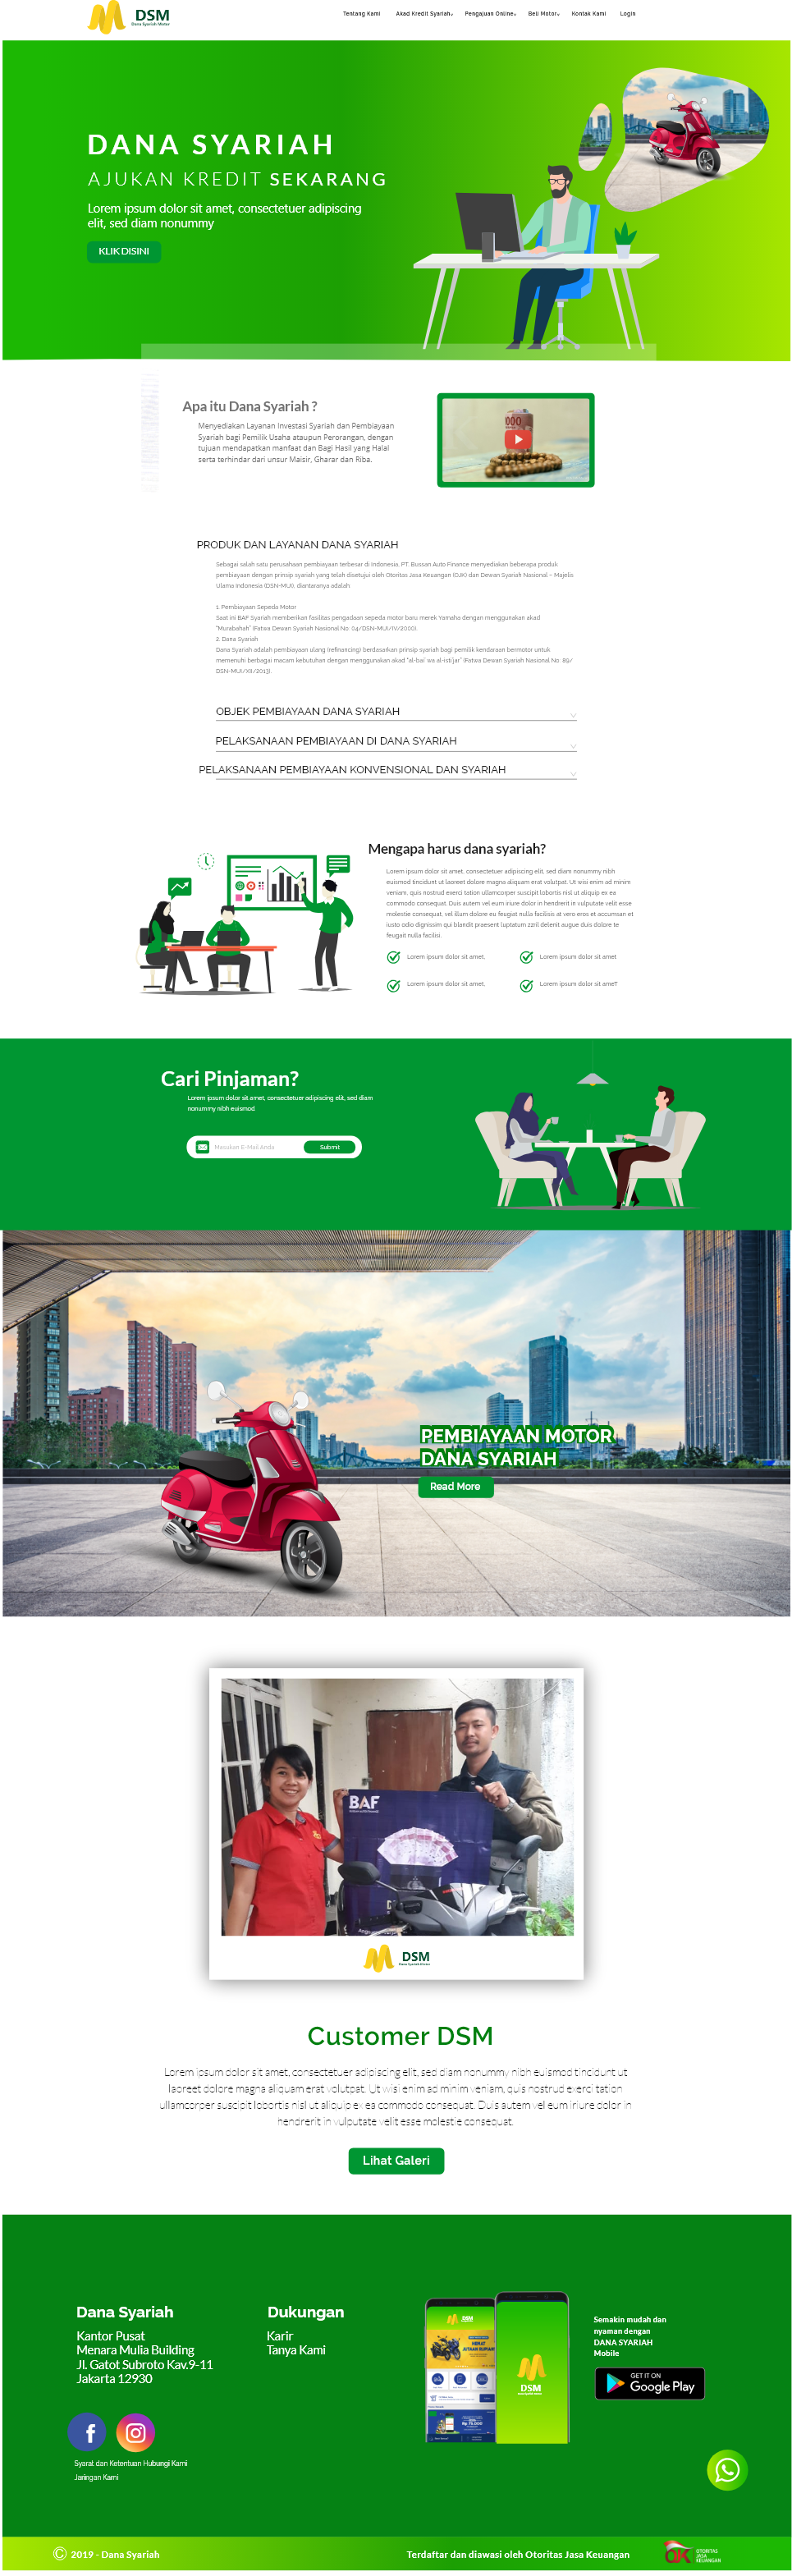 DSM
Dana Syariah Motor
Tentang Kami
Akad Kredit Syariah
Pengajuan Online
Beli Motor
Kontak Kami
Login
DANA SYARIAH
AJUKAN KREDIT SEKARANG
Lorem ipsum dolor sit amet, consectetuer adipiscing
elit, sed diam nonummy
KLIK DISINI
Apa itu Dana Syariah ?
Menyediakan Layanan Investasi Syariah dan Pembiayaan
Syariah bagi Pemilik Usaha ataupun Perorangan, dengan
tujuan mendapatkan manfaat dan Bagi Hasil yang Halal
serta terhindar dari unsur Maisir, Gharar dan Riba.
PRODUK DAN LAYANAN DANA SYARIAH
Sebagai salah satu perusahaan pembiayaan terbesar di Indonesia, PT. Bussan Auto Finance menyediakan beberapa produk
pembiayaan dengan prinsip syariah yang telah disetujui oleh Otoritas Jasa Keuangan (OJK) dan Dewan Syariah Nasional – Majelis
Ulama Indonesia (DSN-MUI), diantaranya adalah
1. Pembiayaan Sepeda Motor
Saat ini BAF Syariah memberikan fasilitas pengadaan sepeda motor baru merek Yamaha dengan menggunakan akad
"Murabahah" (Fatwa Dewan Syariah Nasional No: 04/DSN-MUI/IV/2000).
2. Dana Syariah
Dana Syariah adalah pembiayaan ulang (refinancing) berdasarkan prinsip syariah bagi pemilik kendaraan bermotor untuk
memenuhi berbagai macam kebutuhan dengan menggunakan akad "al-bai' wa al-isti'jar" (Fatwa Dewan Syariah Nasional No: 89/
DSN-MUI/XII/2013).
OBJEK PEMBIAYAAN DANA SYARIAH
PELAKSANAAN PEMBIAYAAN DI DANA SYARIAH
PELAKSANAAN PEMBIAYAAN KONVENSIONAL DAN SYARIAH
Mengapa harus dana syariah?
Lorem ipsum dolor sit amet, consectetuer adipiscing elit, sed diam nonummy nibh
euismod tincidunt ut laoreet dolore magna aliquam erat volutpat. Ut wisi enim ad minim
veniam, quis nostrud exerci tation ullamcorper suscipit lobortis nisl ut aliquip ex ea
commodo consequat. Duis autem vel eum iriure dolor in hendrerit in vulputate velit esse
molestie consequat, vel illum dolore eu feugiat nulla facilisis at vero eros et accumsan et
iusto odio dignissim qui blandit praesent luptatum zzril delenit augue duis dolore te
feugait nulla facilisi.
Lorem ipsum dolor sit amet,
Lorem ipsum dolor sit amet
Lorem ipsum dolor sit amet,
Lorem ipsum dolor sit ameT
Cari Pinjaman?
Lorem ipsum dolor sit amet, consectetuer adipiscing elit, sed diam
nonummy nibh euismod
Masukan E-Mail Anda
Submit
PEMBIAYAAN MOTOR
DANA SYARIAH
Read More
BAF
DSM
Customer DSM
Lorem ipsum dolor sit amet, consectetuer adipiscing elit, sed diam nonummy nibh euismod tincidunt ut
laoreet dolore magna aliquam erat volutpat. Ut wisi enim ad minim veniam, quis nostrud exerci tation
ullamcorper suscipit lobortis nisl ut aliquip ex ea commodo consequat. Duis autem vel eum iriure dolor in
hendrerit in vulputate velit esse molestie consequat.
Lihat Galeri
Dana Syariah
Kantor Pusat
Menara Mulia Building
Jl. Gatot Subroto Kav.9-11
Jakarta 12930
Dukungan
Karir
Tanya Kami
DSM
DSM
Semakin mudah dan
nyaman dengan
DANA SYARIAH
Mobile
GET IT ON
Google Play
Syarat dan Ketentuan Hubungi Kami
Jaringan Kami
© 2019 - Dana Syariah
Terdaftar dan diawasi oleh Otoritas Jasa Keuangan
OJK
OTORITAS
JASA
KEUANGAN